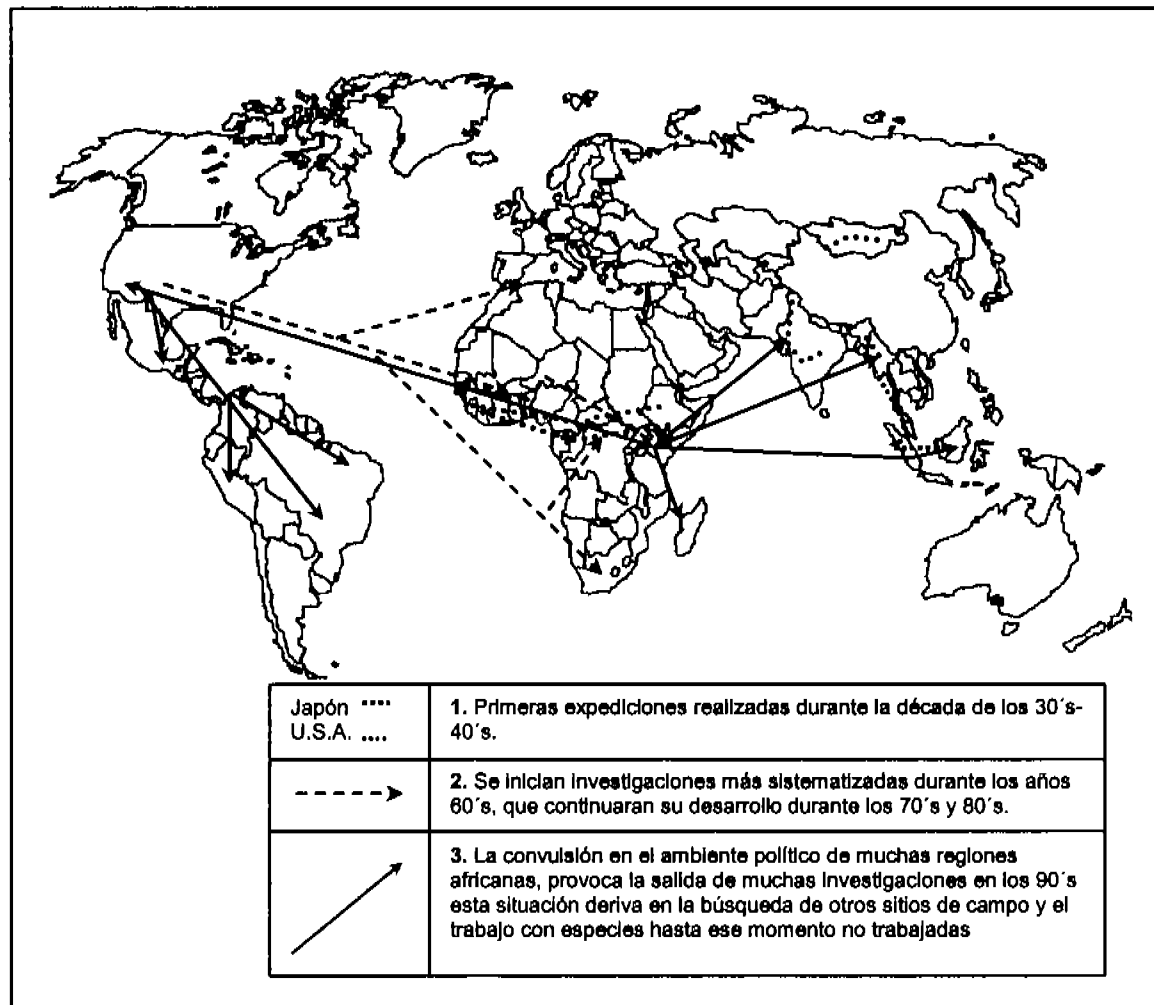 Japón ····
U.S.A. ....
1. Primeras expediciones realizadas durante la década de los 30´s-
40´s.
2. Se inician investigaciones más sistematizadas durante los años
60´s, que continuaran su desarrollo durante los 70´s y 80´s.
3. La convulsión en el ambiente político de muchas regiones
africanas, provoca la salida de muchas investigaciones en los 90´s
esta situación deriva en la búsqueda de otros sitios de campo y el
trabajo con especies hasta ese momento no trabajadas